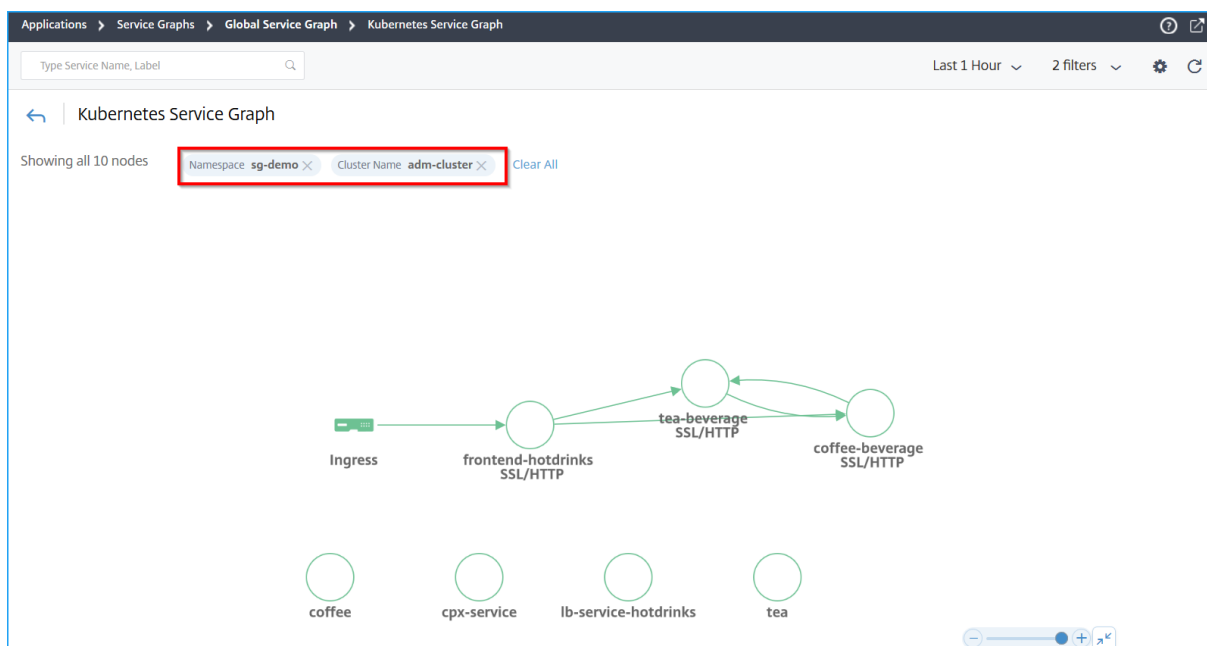 Applications > Service Graphs > Global Service Graph > Kubernetes Service Graph
Type Service Name, Label
Last 1 Hour
2 filters
Kubernetes Service Graph
Showing all 10 nodes
Namespace sg-demo
Cluster Name adm-cluster
Clear All
Ingress
frontend-hotdrinks
SSL/HTTP
tea-beverage
SSL/HTTP
coffee-beverage
SSL/HTTP
coffee
cpx-service
lb-service-hotdrinks
tea